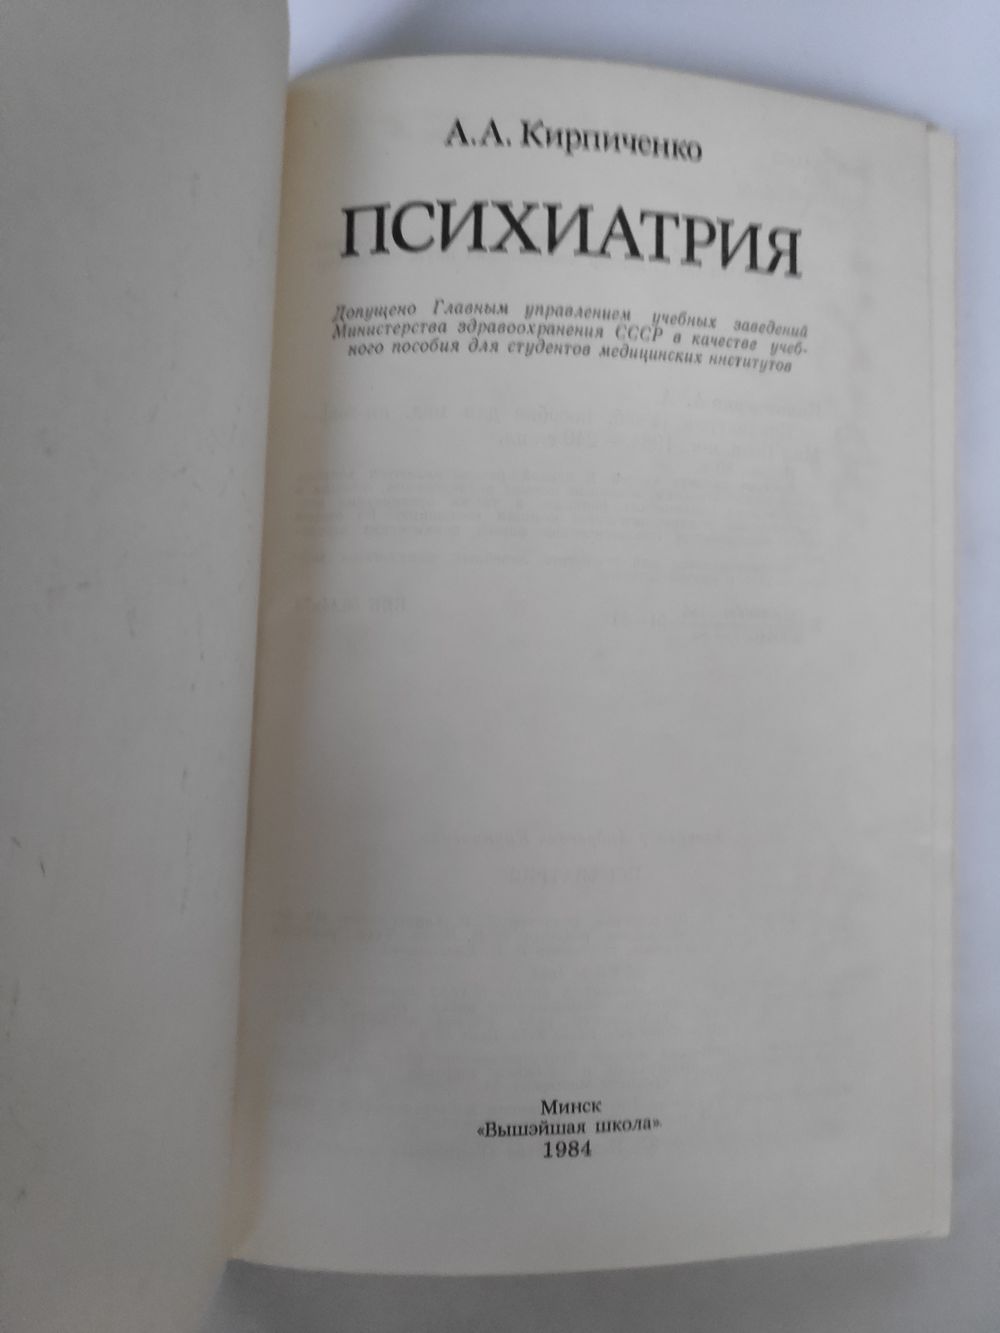 А.А. Кирпиченко
ПСИХИАТРИЯ
Допущено Главным управлением учебных заведений
Министерства здравоохранения СССР в качестве учеб-
ного пособия для студентов медицинских институтов
Минск
«Вышэйшая школа»
1984